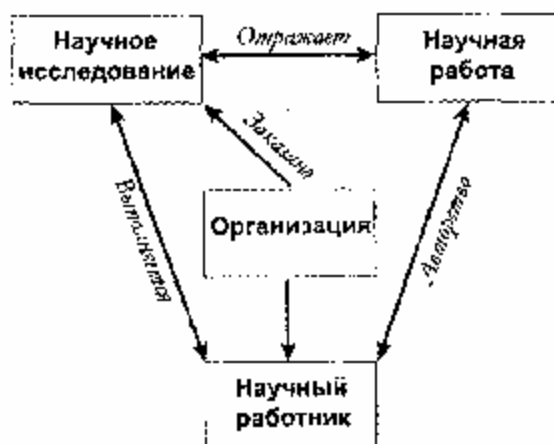 Научное
исследование
Отражает
Научная
работа
Заказано
Выполняется
Организация
Авторство
Научный
работник